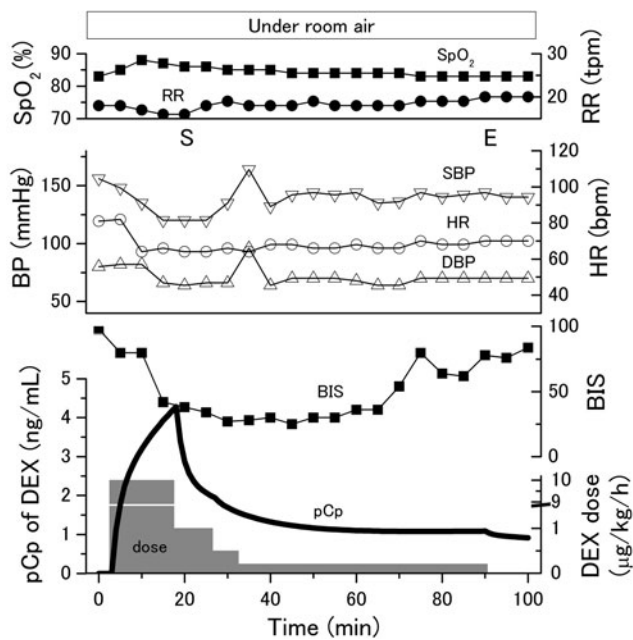 Under room air
SpO₂ (%)
90
80
70
SpO₂
RR
30
20
10
RR (tpm)
S
E
BP (mmHg)
150
100
50
SBP
HR
DBP
120
100
80
60
40
HR (bpm)
pCp of DEX (ng/mL)
5
4
3
2
1
0
BIS
100
50
0
BIS
pCp
dose
10
9
1
0
DEX dose
(μg/kg/h)
0
20
40
60
80
100
Time (min)